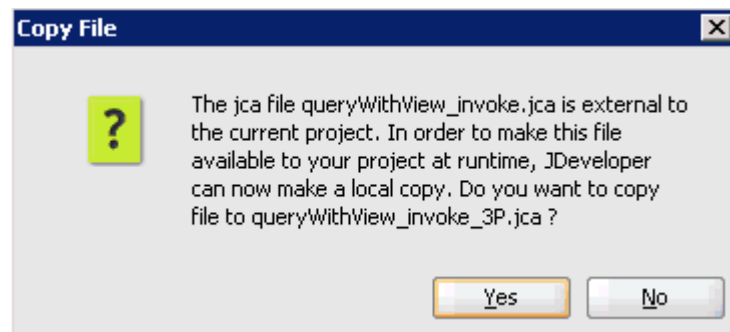 Copy File
The jca file queryWithView_invoke.jca is external to
the current project. In order to make this file
available to your project at runtime, JDeveloper
can now make a local copy. Do you want to copy
file to queryWithView_invoke_3P.jca ?
Yes
No